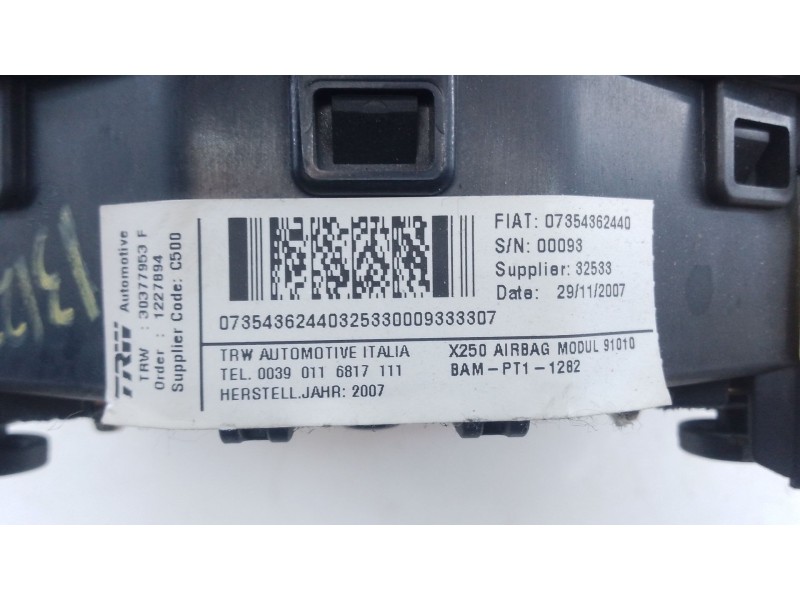 TRW Automotive
TRW : 30377953 F
Order : 1227894
Supplier Code: C500
FIAT: 07354362440
S/N: 00093
Supplier: 32533
Date: 29/11/2007
07354362440325330009333307
TRW AUTOMOTIVE ITALIA
TEL. 0039 011 6817 111
HERSTELL.JAHR: 2007
X250 AIRBAG MODUL 91010
BAM-PT1-1282